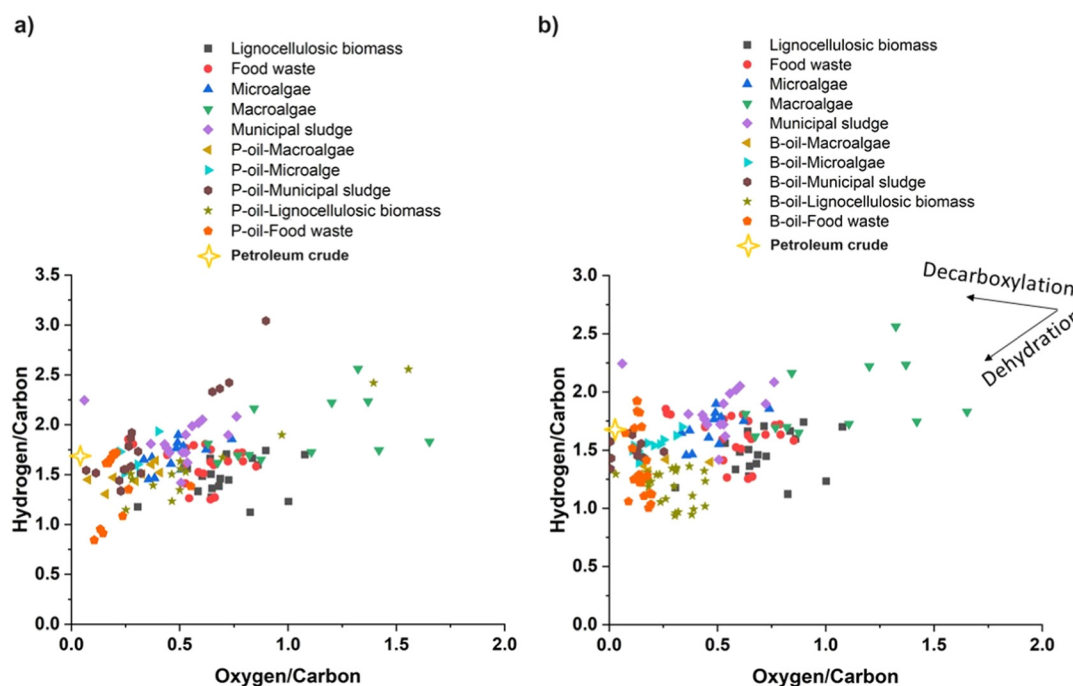 a)
Lignocellulosic biomass
Food waste
Microalgae
Macroalgae
Municipal sludge
P-oil-Macroalgae
P-oil-Microalge
P-oil-Municipal sludge
P-oil-Lignocellulosic biomass
P-oil-Food waste
Petroleum crude
3.5
3.0
2.5
2.0
1.5
1.0
0.5
0.0
Hydrogen/Carbon
0.0 0.5 1.0 1.5 2.0
Oxygen/Carbon
b)
Lignocellulosic biomass
Food waste
Microalgae
Macroalgae
Municipal sludge
B-oil-Macroalgae
B-oil-Microalgae
B-oil-Municipal sludge
B-oil-Lignocellulosic biomass
B-oil-Food waste
Petroleum crude
Decarboxylation
Dehydration
3.0
2.5
2.0
1.5
1.0
0.5
0.0
Hydrogen/Carbon
0.0 0.5 1.0 1.5 2.0
Oxygen/Carbon